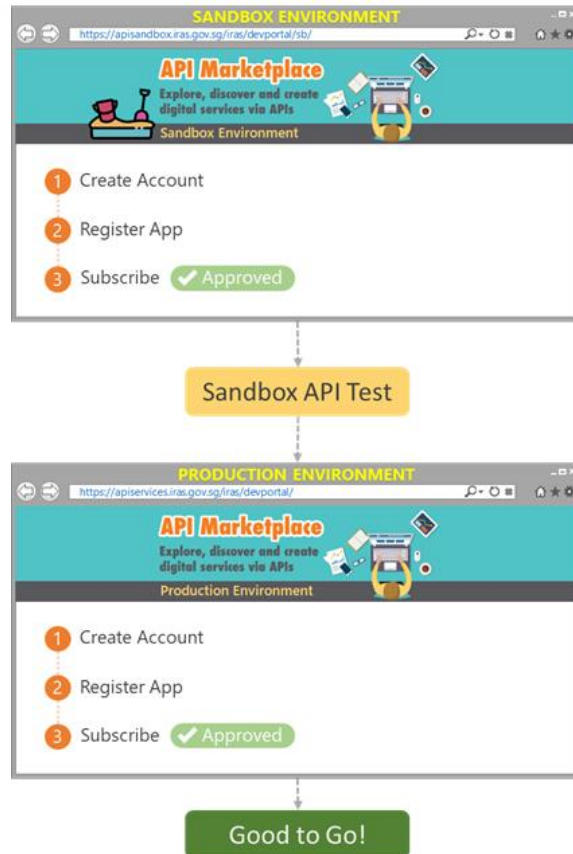 SANDBOX ENVIRONMENT
https://apisandbox.iras.gov.sg/iras/devportal/sb/
API Marketplace
Explore, discover and create
digital services via APIs
Sandbox Environment
1 Create Account
2 Register App
3 Subscribe Approved
Sandbox API Test
PRODUCTION ENVIRONMENT
https://apiservices.iras.gov.sg/iras/devportal/
API Marketplace
Explore, discover and create
digital services via APIs
Production Environment
1 Create Account
2 Register App
3 Subscribe Approved
Good to Go!